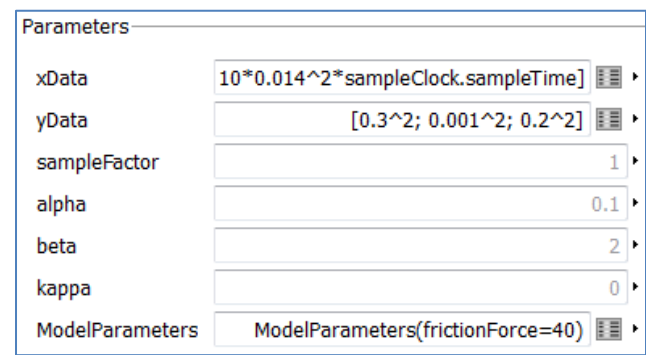 Parameters
xData 10*0.014^2*sampleClock.sampleTime]
yData [0.3^2; 0.001^2; 0.2^2]
sampleFactor 1
alpha 0.1
beta 2
kappa 0
ModelParameters ModelParameters(frictionForce=40)